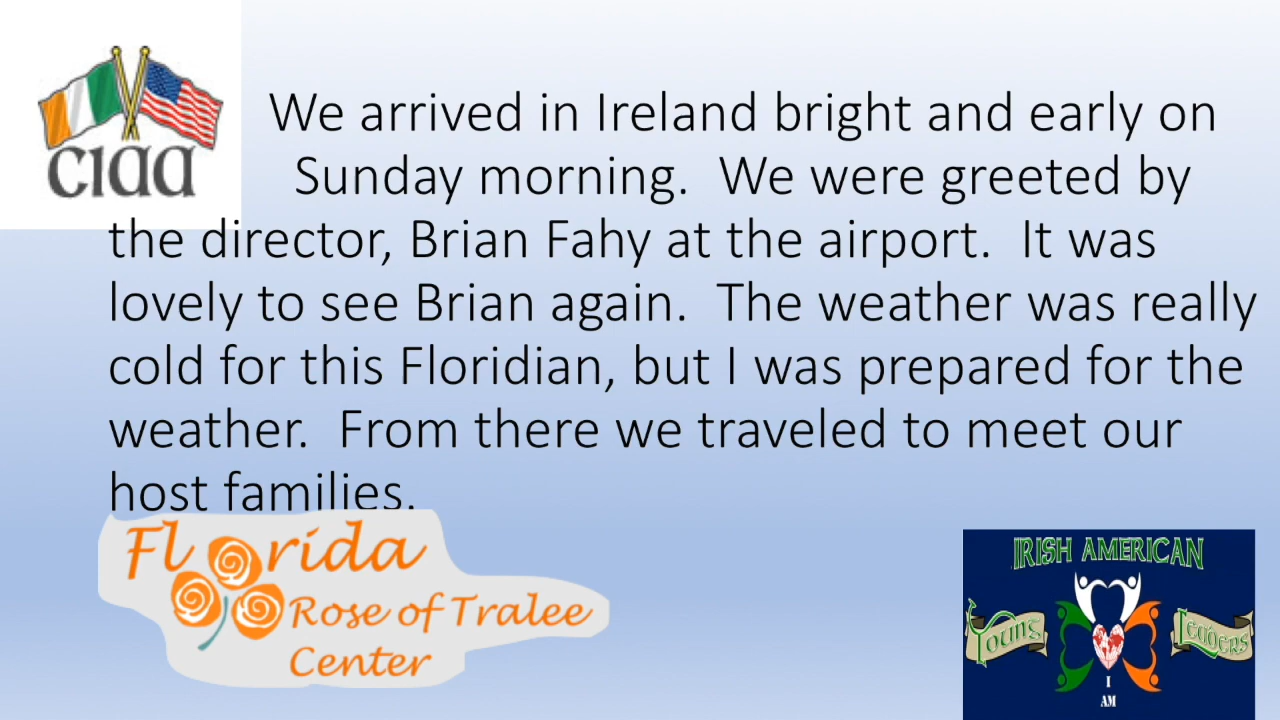 ciaa
We arrived in Ireland bright and early on
Sunday morning.  We were greeted by
the director, Brian Fahy at the airport.  It was
lovely to see Brian again.  The weather was really
cold for this Floridian, but I was prepared for the
weather.  From there we traveled to meet our
host families.
Florida
Rose of Tralee
Center
IRISH AMERICAN
Young Leaders
I
AM